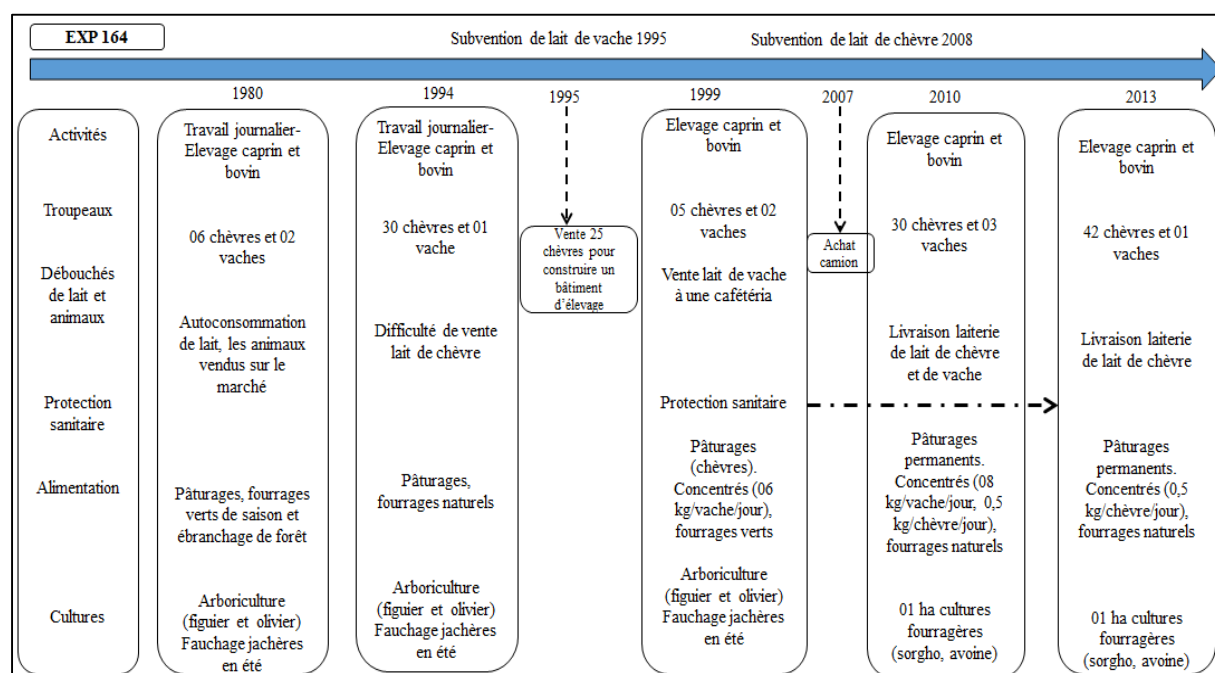 EXP 164
Subvention de lait de vache 1995
Subvention de lait de chèvre 2008
1980
1994
1995
1999
2007
2010
2013
Activités
Troupeaux
Débouchés
de lait et
animaux
Protection
sanitaire
Alimentation
Cultures
Travail journalier-
Elevage caprin et
bovin
06 chèvres et 02
vaches
Autoconsommation
de lait, les animaux
vendus sur le
marché
Pâturages, fourrages
verts de saison et
ébranchage de forêt
Arboriculture
(figuier et olivier)
Fauchage jachères
en été
Travail journalier-
Elevage caprin et
bovin
30 chèvres et 01
vache
Difficulté de vente
lait de chèvre
Pâturages,
fourrages naturels
Arboriculture
(figuier et olivier)
Fauchage jachères
en été
Vente 25
chèvres pour
construire un
bâtiment
d'élevage
Elevage caprin et
bovin
05 chèvres et 02
vaches
Vente lait de vache
à une cafétéria
Protection sanitaire
Pâturages
(chèvres).
Concentrés (06
kg/vache/jour),
fourrages verts
Arboriculture
(figuier et olivier)
Fauchage jachères
en été
Achat
camion
Elevage caprin et
bovin
30 chèvres et 03
vaches
Livraison laiterie
de lait de chèvre
et de vache
Pâturages
permanents.
Concentrés (08
kg/vache/jour, 0,5
kg/chèvre/jour),
fourrages naturels
01 ha cultures
fourragères
(sorgho, avoine)
Elevage caprin et
bovin
42 chèvres et 01
vaches
Livraison laiterie
de lait de chèvre
Pâturages
permanents.
Concentrés (0,5
kg/chèvre/jour),
fourrages naturels
01 ha cultures
fourragères
(sorgho, avoine)